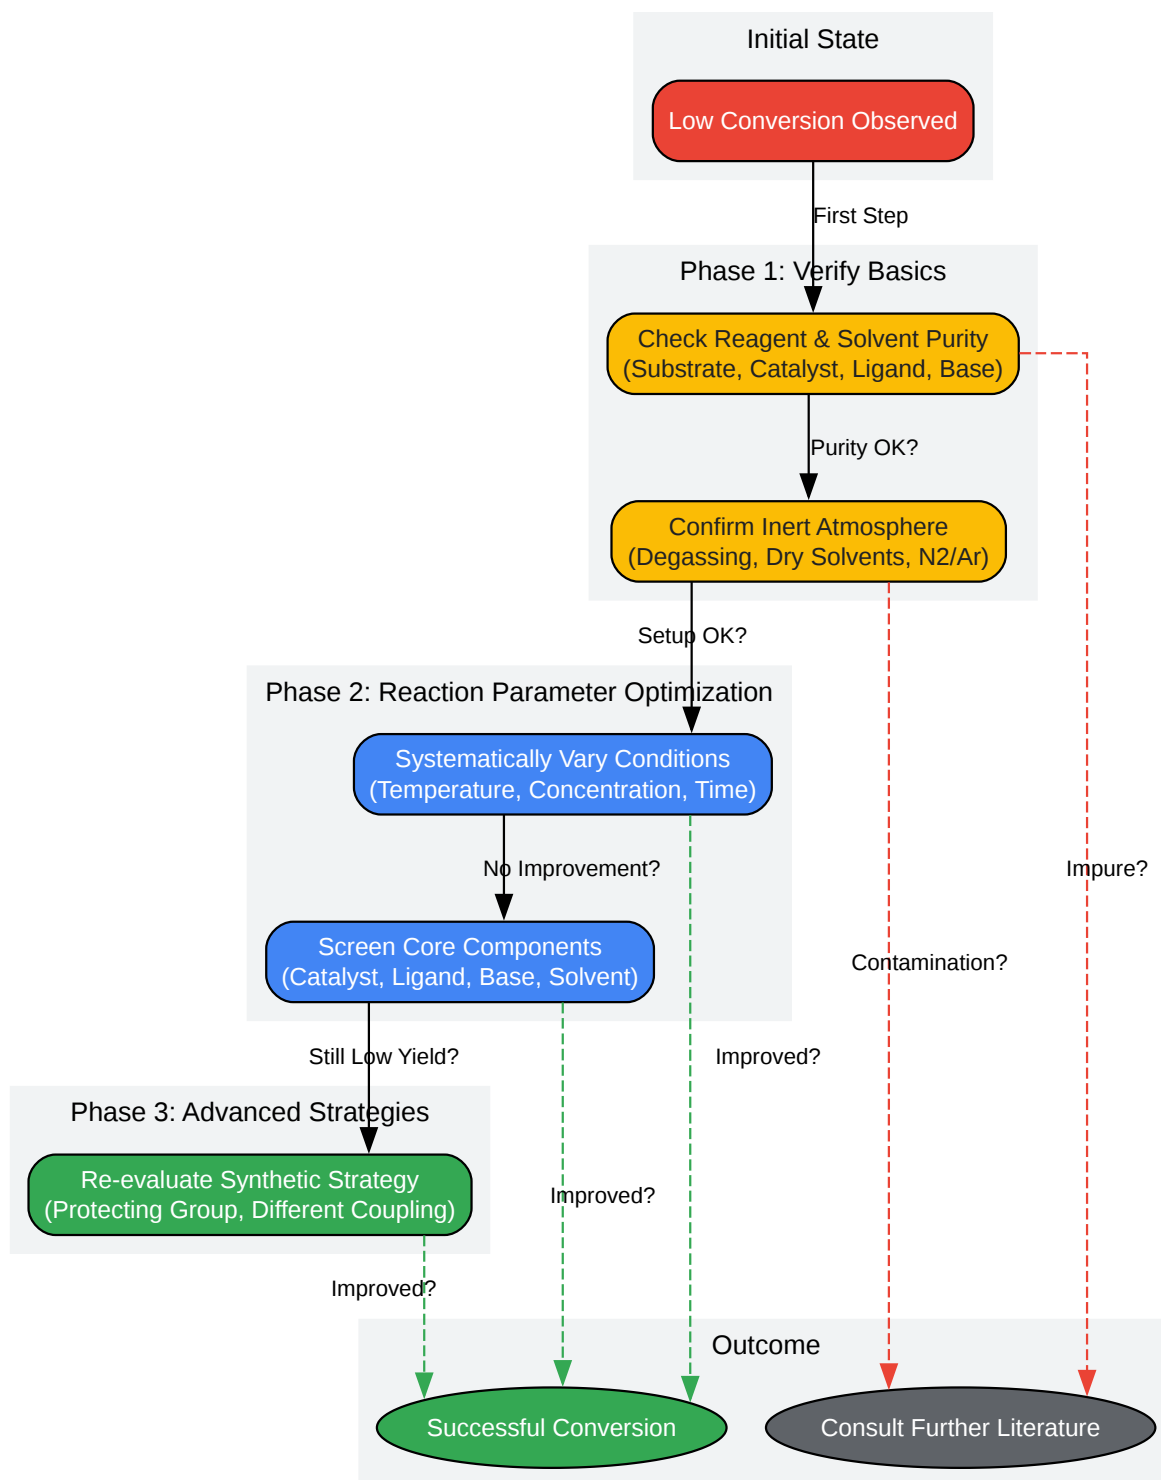 Initial State
Low Conversion Observed
First Step
Phase 1: Verify Basics
Check Reagent & Solvent Purity
(Substrate, Catalyst, Ligand, Base)
Purity OK?
Confirm Inert Atmosphere
(Degassing, Dry Solvents, N2/Ar)
Setup OK?
Phase 2: Reaction Parameter Optimization
Systematically Vary Conditions
(Temperature, Concentration, Time)
No Improvement?
Impure?
Screen Core Components
(Catalyst, Ligand, Base, Solvent)
Contamination?
Still Low Yield?
Improved?
Phase 3: Advanced Strategies
Re-evaluate Synthetic Strategy
(Protecting Group, Different Coupling)
Improved?
Improved?
Outcome
Successful Conversion
Consult Further Literature